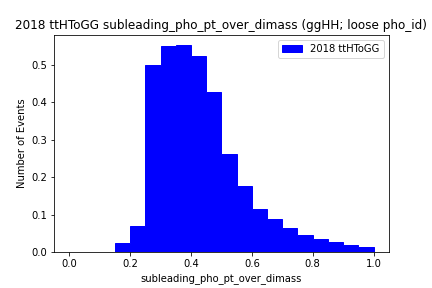 2018 ttHToGG subleading_pho_pt_over_dimass (ggHH; loose pho_id)
2018 ttHToGG
Number of Events
0.5
0.4
0.3
0.2
0.1
0.0
0.0 0.2 0.4 0.6 0.8 1.0
subleading_pho_pt_over_dimass